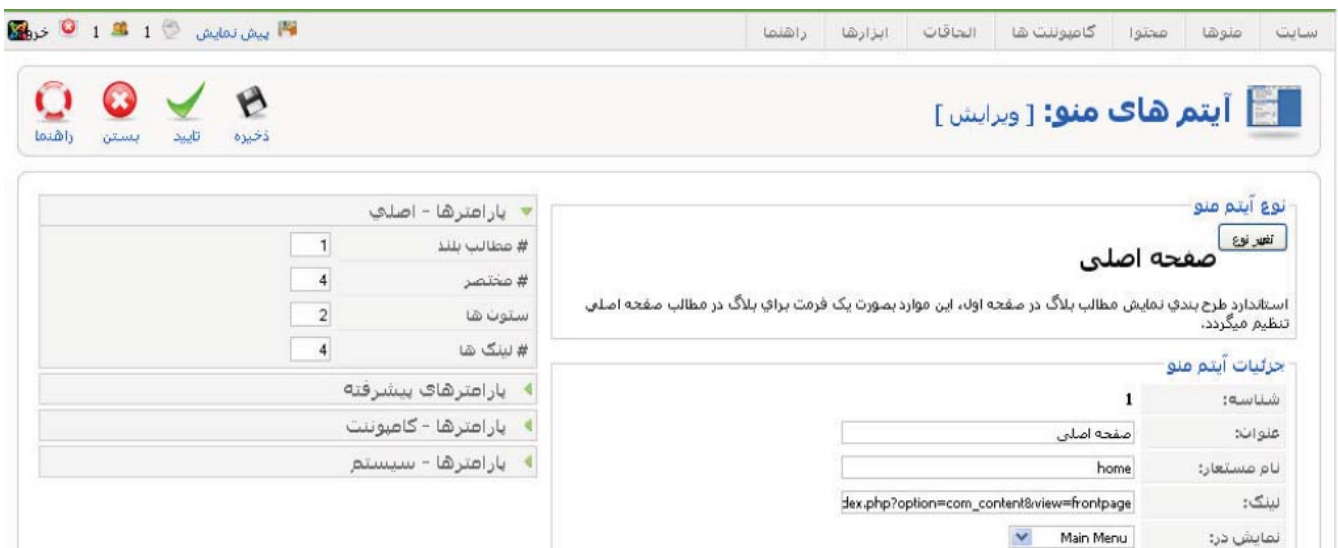 سایت منوها محتوا کامپوننت ها الحاقات ابزارها راهنما
پیش نمایش 1 1
آیتم های منو: [ ویرایش ]
ذخیره تایید بستن راهنما
نوع آیتم منو
تغییر نوع
صفحه اصلی
استاندارد طرح بندي نمایش مطالب بلاگ در صفحه اول، این موارد بصورت یک فرمت براي بلاگ در مطالب صفحه اصلي
تنظیم میگردد.
جزئیات آیتم منو
شناسه: 1
عنوان: صفحه اصلی
نام مستعار: home
لینک: dex.php?option=com_content&view=frontpage
نمایش در: Main Menu
پارامترها - اصلي
# مطالب بلند 1
# مختصر 4
ستون ها 2
# لینک ها 4
پارامترهای پیشرفته
پارامترها - کامپوننت
پارامترها - سیستم